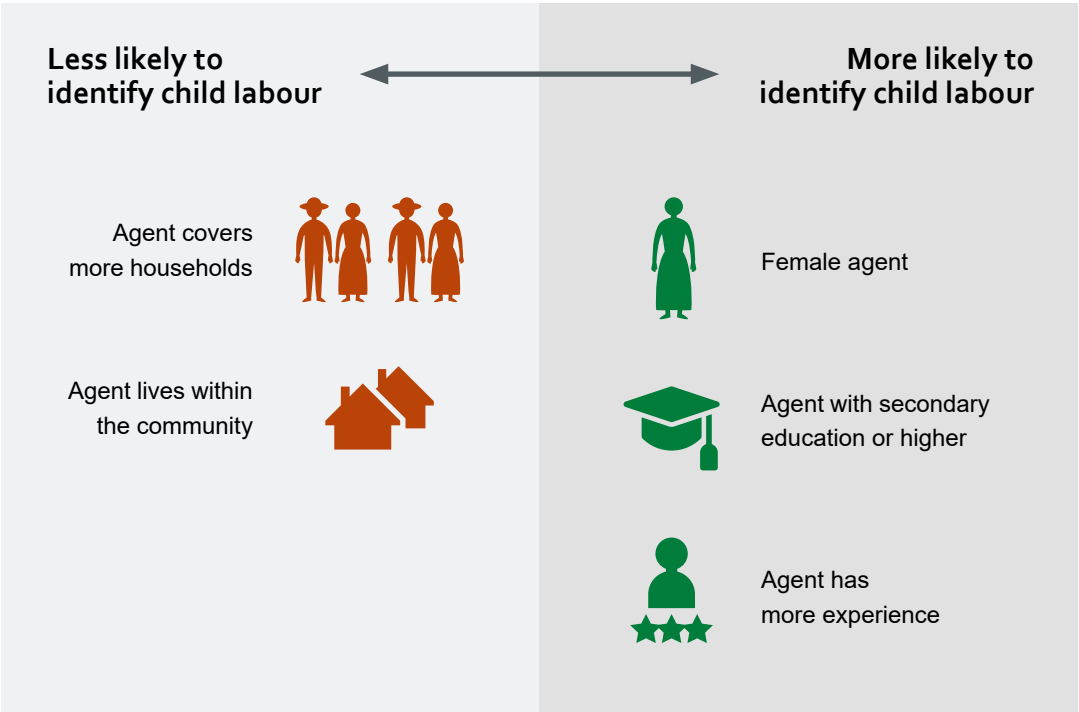 Less likely to
identify child labour
More likely to
identify child labour
Agent covers
more households
Agent lives within
the community
Female agent
Agent with secondary
education or higher
Agent has
more experience